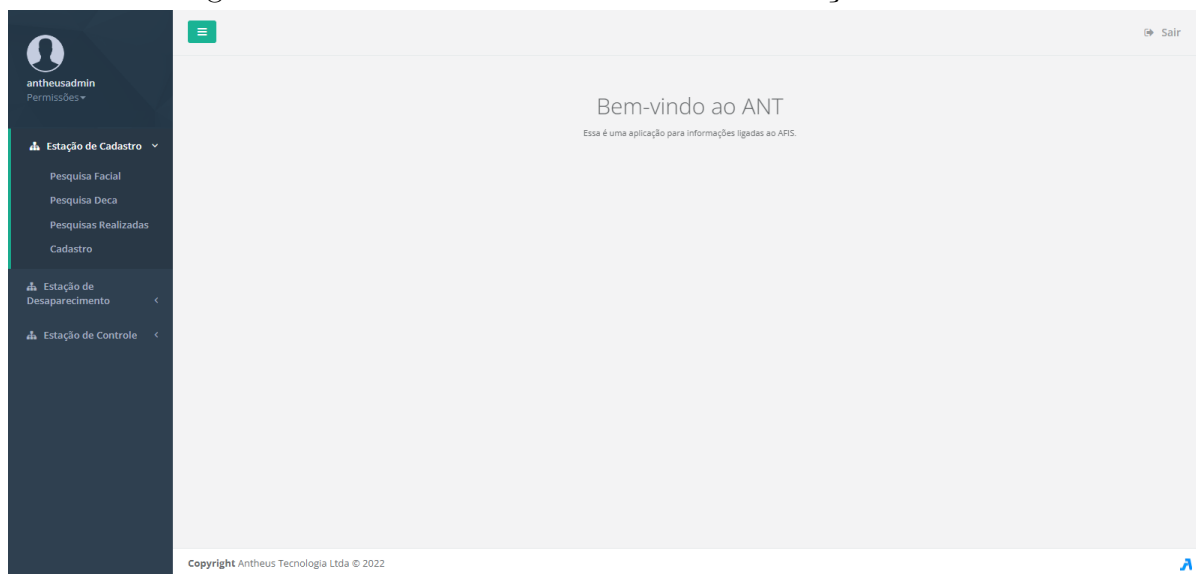 Sair
antheusadmin
Permissões
Bem-vindo ao ANT
Essa é uma aplicação para informações ligadas ao AFIS.
Estação de Cadastro
Pesquisa Facial
Pesquisa Deca
Pesquisas Realizadas
Cadastro
Estação de
Desaparecimento
Estação de Controle
Copyright Antheus Tecnologia Ltda © 2022